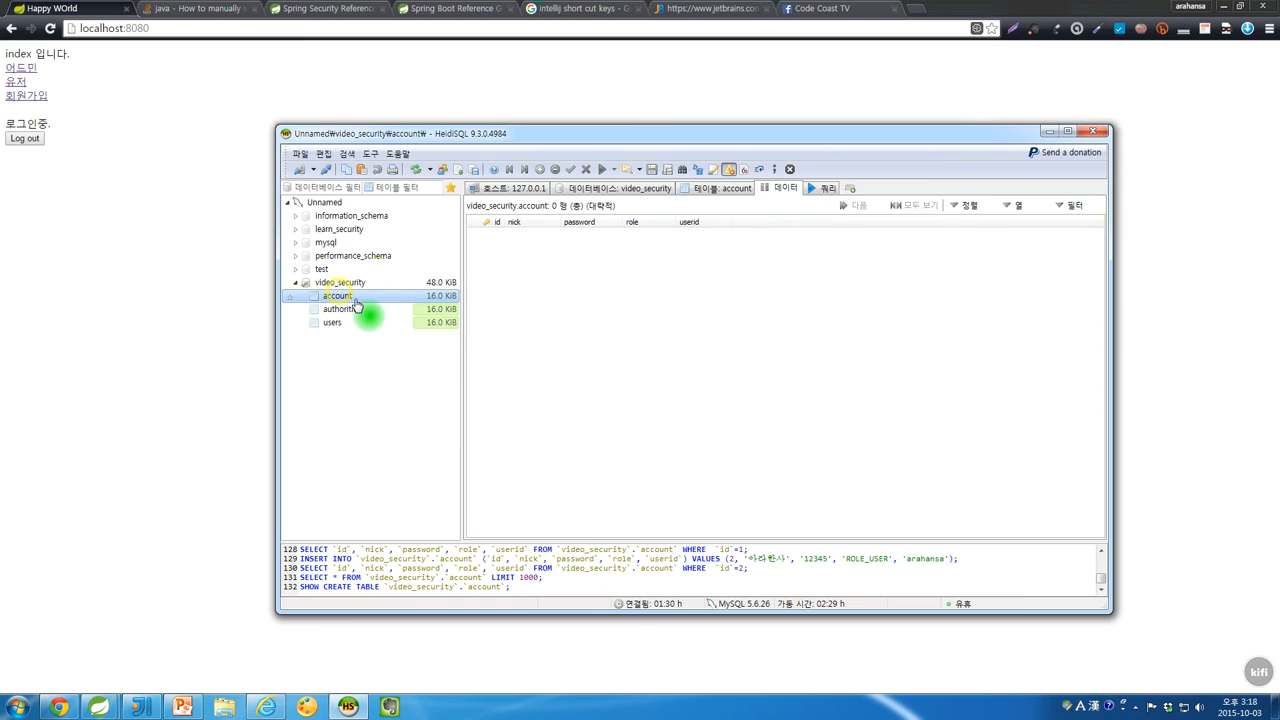 Happy World
java - How to manually s
Spring Security Referenc
Spring Boot Reference G
intellij short cut keys - G
https://www.jetbrains.con
Code Coast TV
arahansa
localhost:8080
index 입니다.
어드민
유저
회원가입
로그인중.
Log out
Unnamed₩video_security₩account₩ - HeidiSQL 9.3.0.4984
파일 편집 검색 도구 도움말
Send a donation
데이터베이스 필터
테이블 필터
호스트: 127.0.0.1
데이터베이스: video_security
테이블: account
데이터
쿼리
Unnamed
information_schema
learn_security
mysql
performance_schema
test
video_security 48.0 KiB
account 16.0 KiB
authoriti 16.0 KiB
users 16.0 KiB
video_security.account: 0 행 (총) (대략적)
다음 모두 보기 정렬 열 필터
id nick password role userid
128 SELECT `id`, `nick`, `password`, `role`, `userid` FROM `video_security`.`account` WHERE `id`=1;
129 INSERT INTO `video_security`.`account` (`id`, `nick`, `password`, `role`, `userid`) VALUES (2, '아라한사', '12345', 'ROLE_USER', 'arahansa');
130 SELECT `id`, `nick`, `password`, `role`, `userid` FROM `video_security`.`account` WHERE `id`=2;
131 SELECT * FROM `video_security`.`account` LIMIT 1000;
132 SHOW CREATE TABLE `video_security`.`account`;
연결됨: 01:30 h
MySQL 5.6.26
가동 시간: 02:29 h
유휴
kifi
A 漢
오후 3:18
2015-10-03